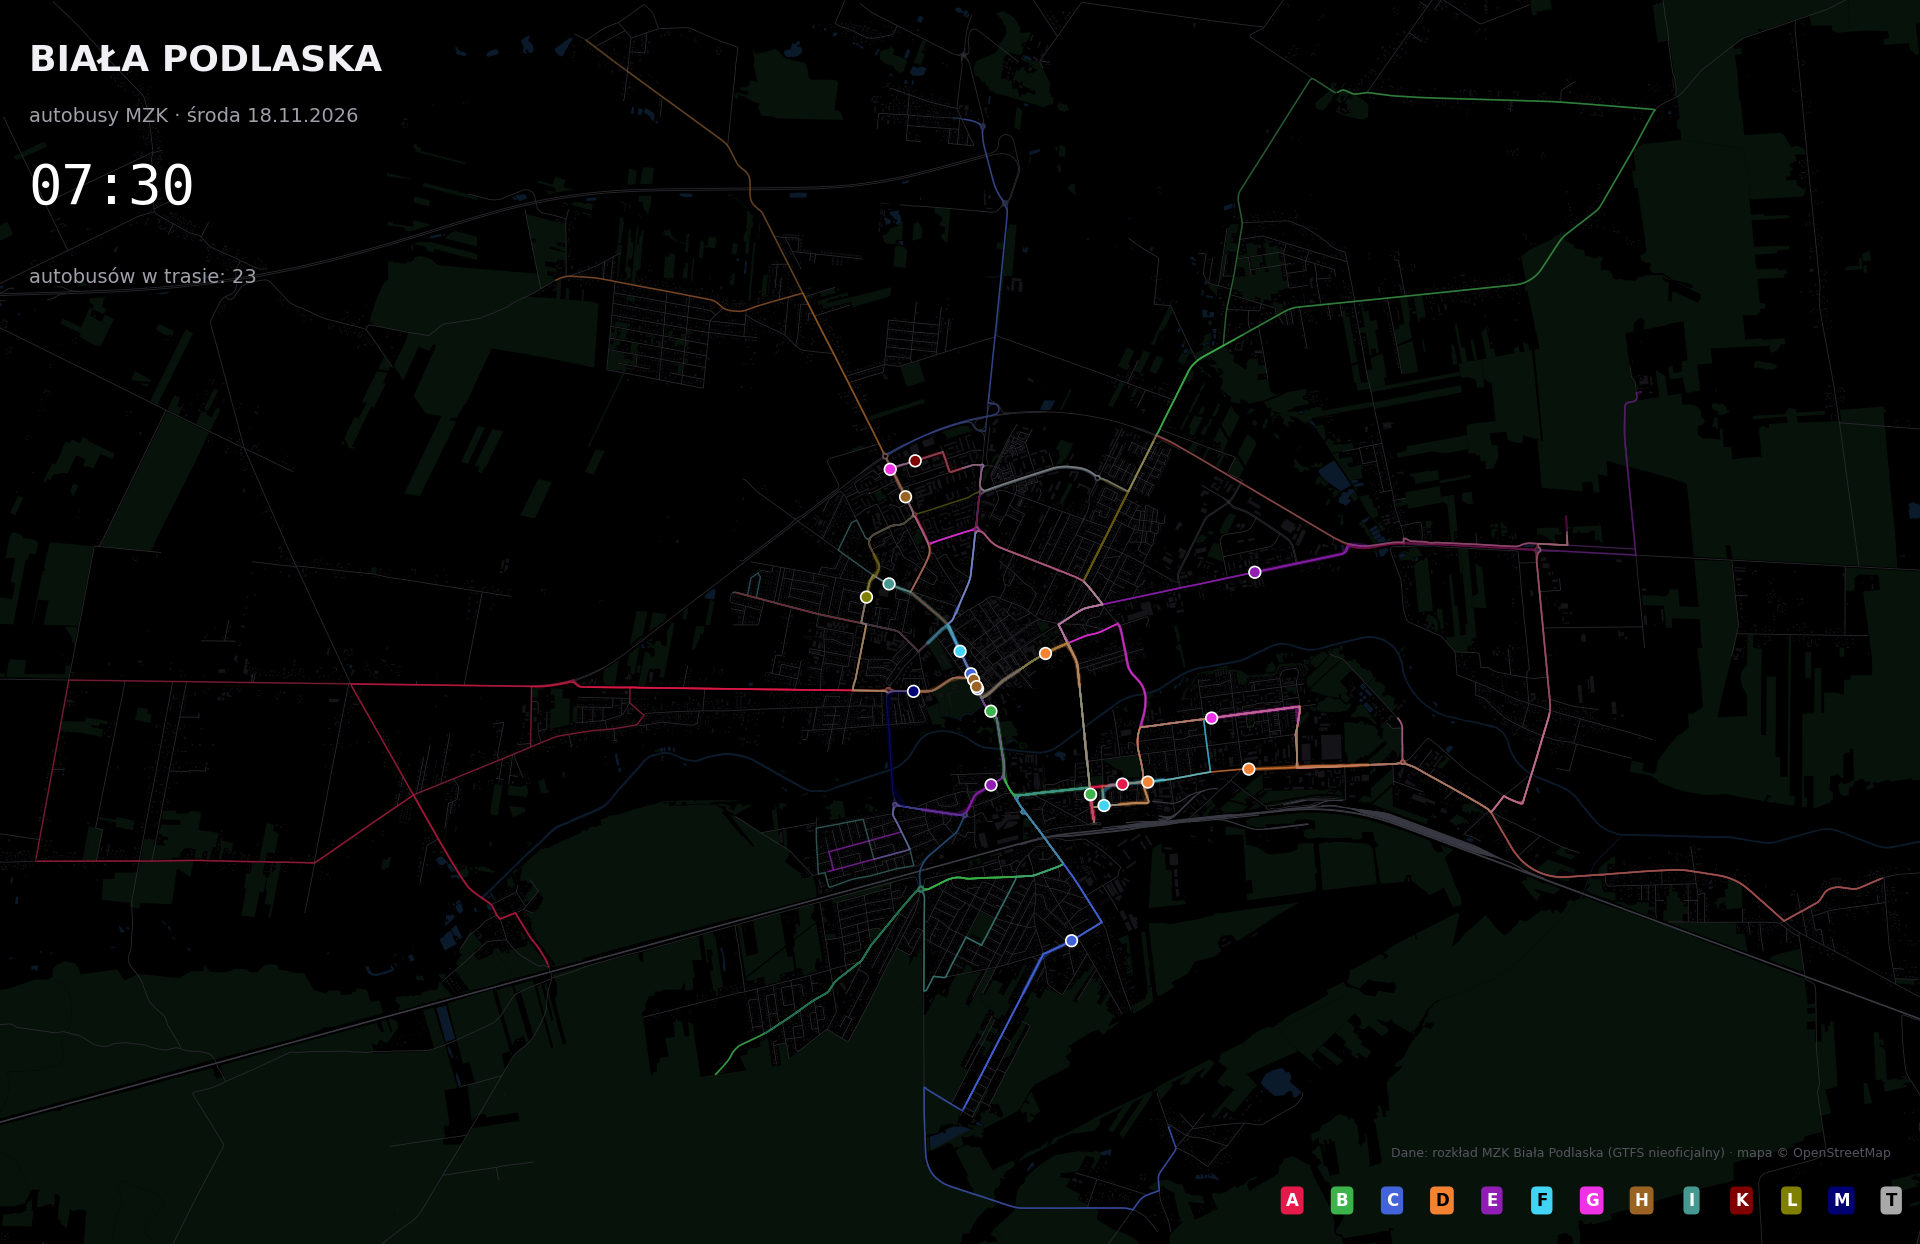 BIAŁA PODLASKA
autobusy MZK · środa 18.11.2026
07:30
autobusów w trasie: 23
Dane: rozkład MZK Biała Podlaska (GTFS nieoficjalny) · mapa © OpenStreetMap
A B C D E F G H I K L M T